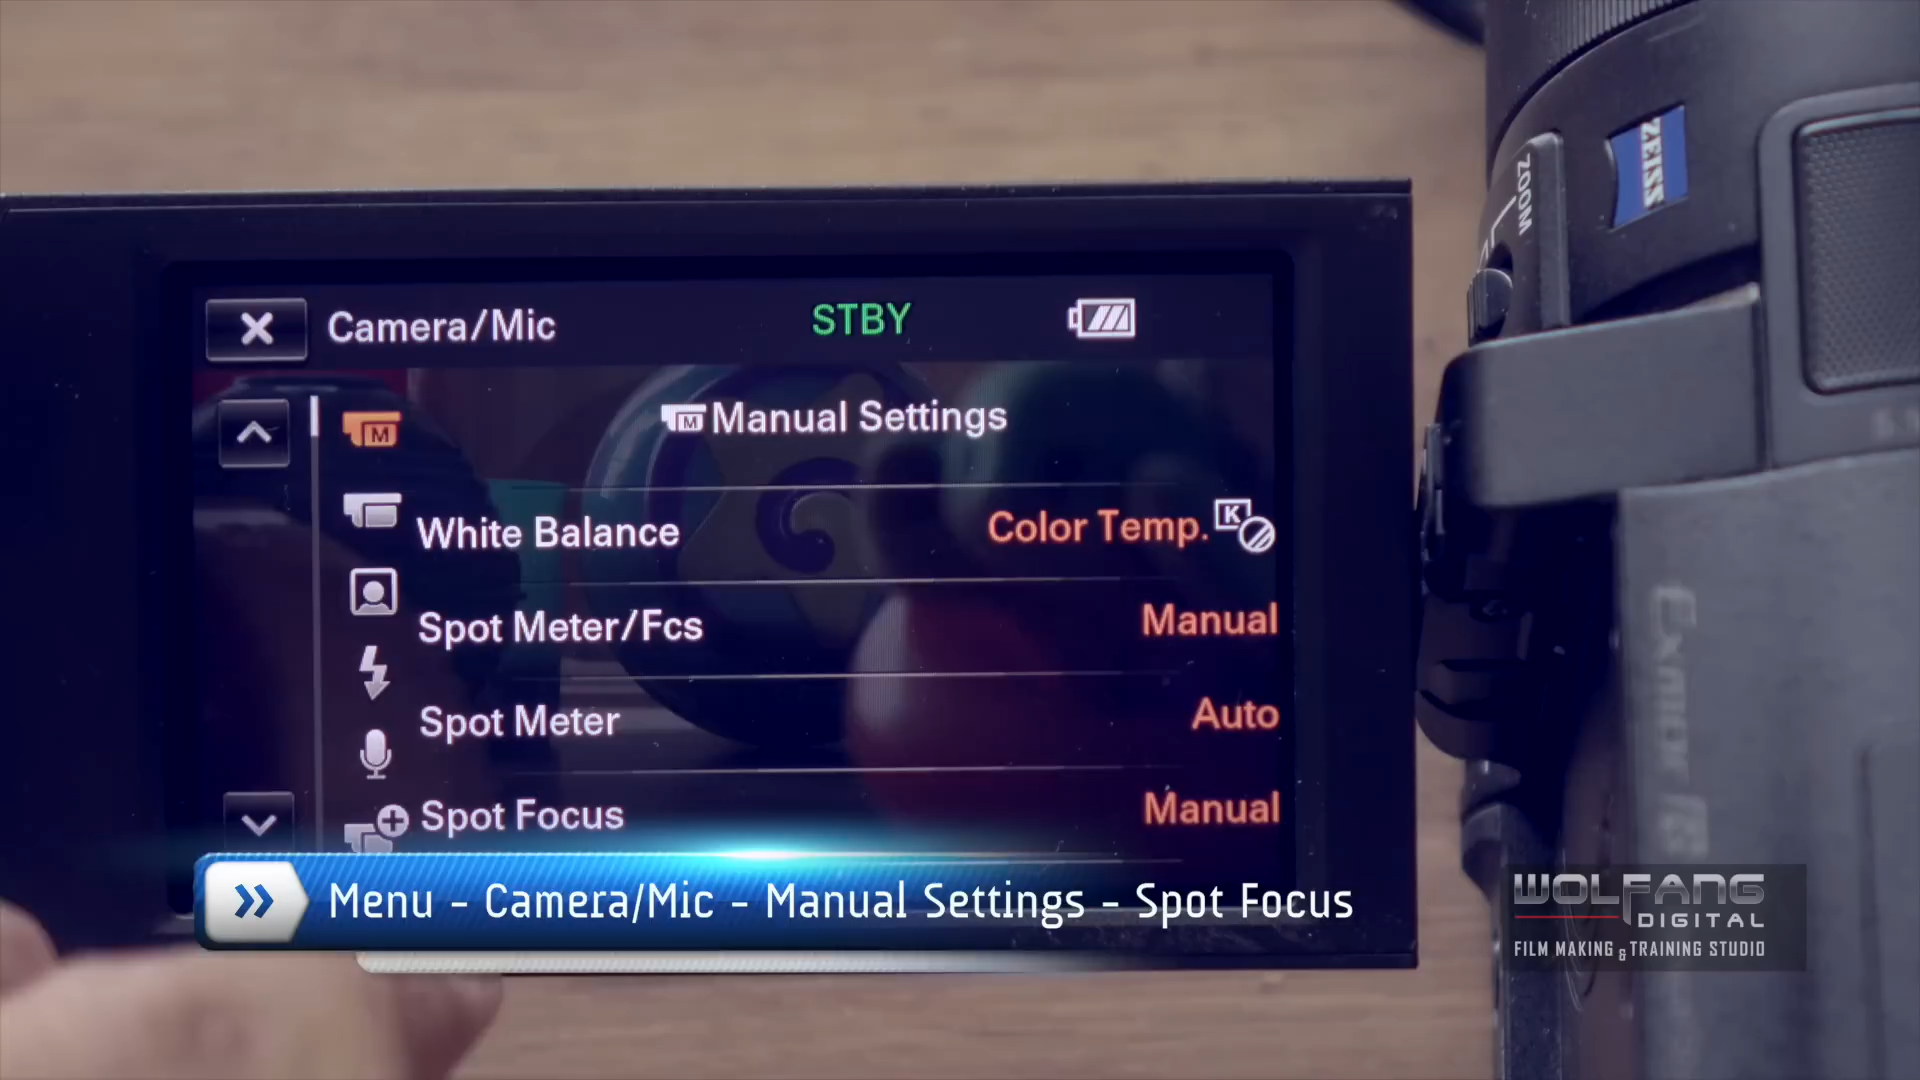 ZEISS
ZOOM
Camera/Mic
STBY
M Manual Settings
M
White Balance
Color Temp. K
Spot Meter/Fcs
Manual
Spot Meter
Auto
Spot Focus
Manual
Exmor R
Menu - Camera/Mic - Manual Settings - Spot Focus
WOLFANG
DIGITAL
FILM MAKING & TRAINING STUDIO